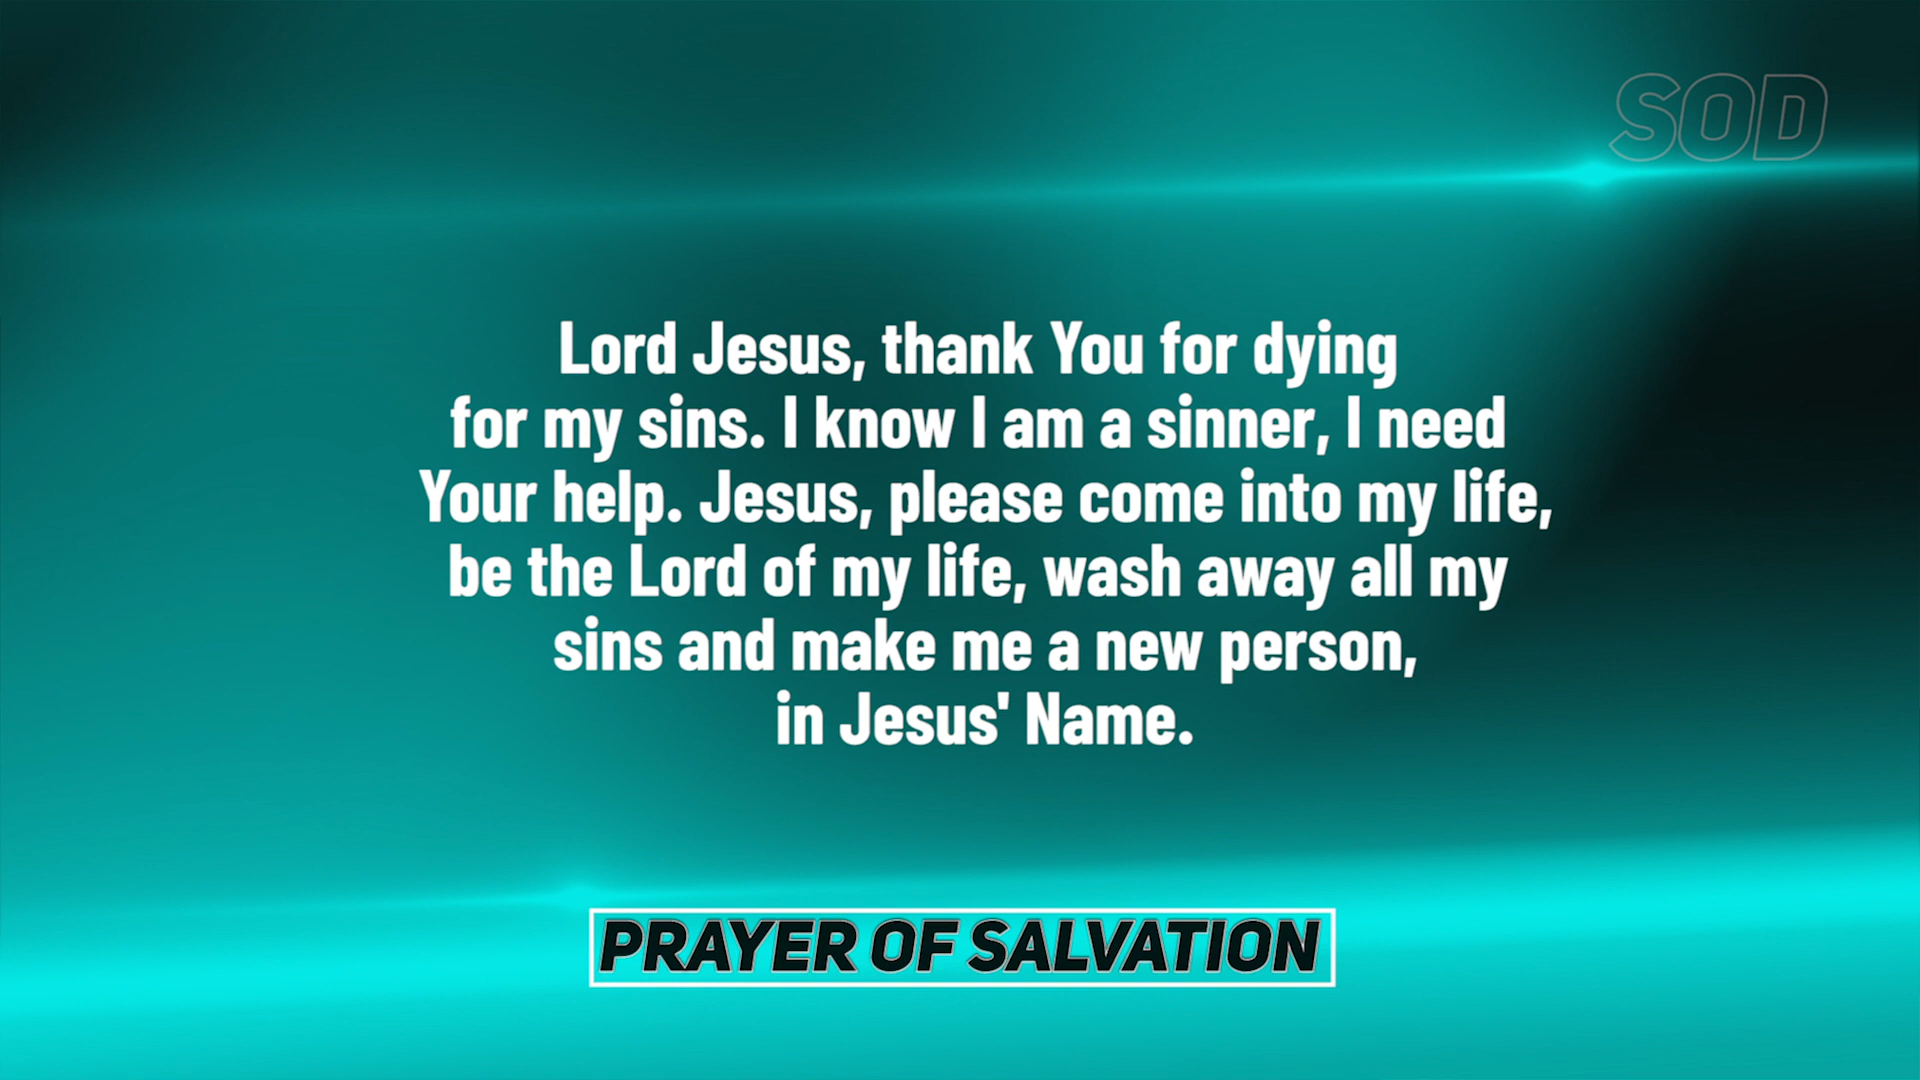 SOD
Lord Jesus, thank You for dying
for my sins. I know I am a sinner, I need
Your help. Jesus, please come into my life,
be the Lord of my life, wash away all my
sins and make me a new person,
in Jesus' Name.
PRAYER OF SALVATION